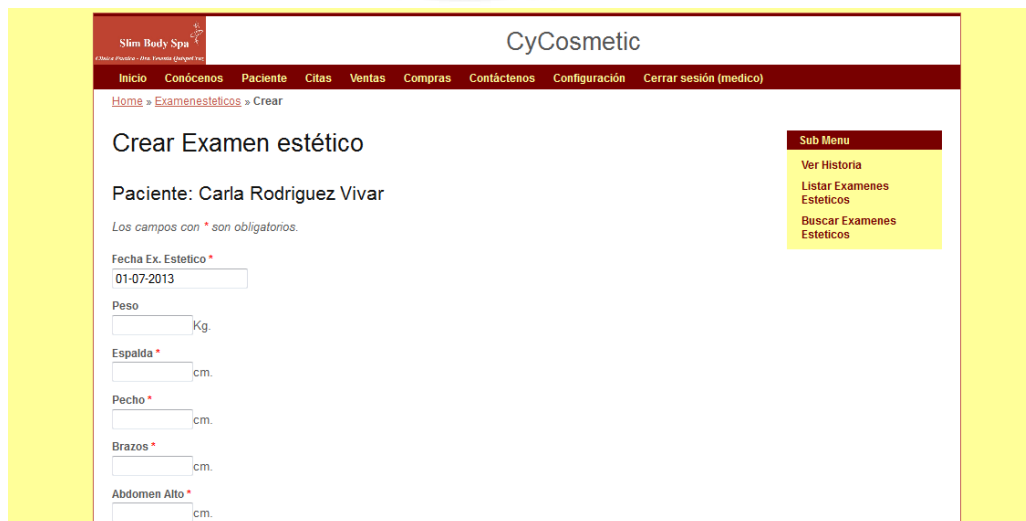 Slim Body Spa
CyCosmetic
Inicio Conócenos Paciente Citas Ventas Compras Contáctenos Configuración Cerrar sesión (medico)
Home » Examenesteticos » Crear
Crear Examen estético
Sub Menu
Ver Historia
Listar Examenes
Esteticos
Buscar Examenes
Esteticos
Paciente: Carla Rodriguez Vivar
Los campos con * son obligatorios.
Fecha Ex. Estetico *
01-07-2013
Peso
Kg.
Espalda *
cm.
Pecho *
cm.
Brazos *
cm.
Abdomen Alto *
cm.